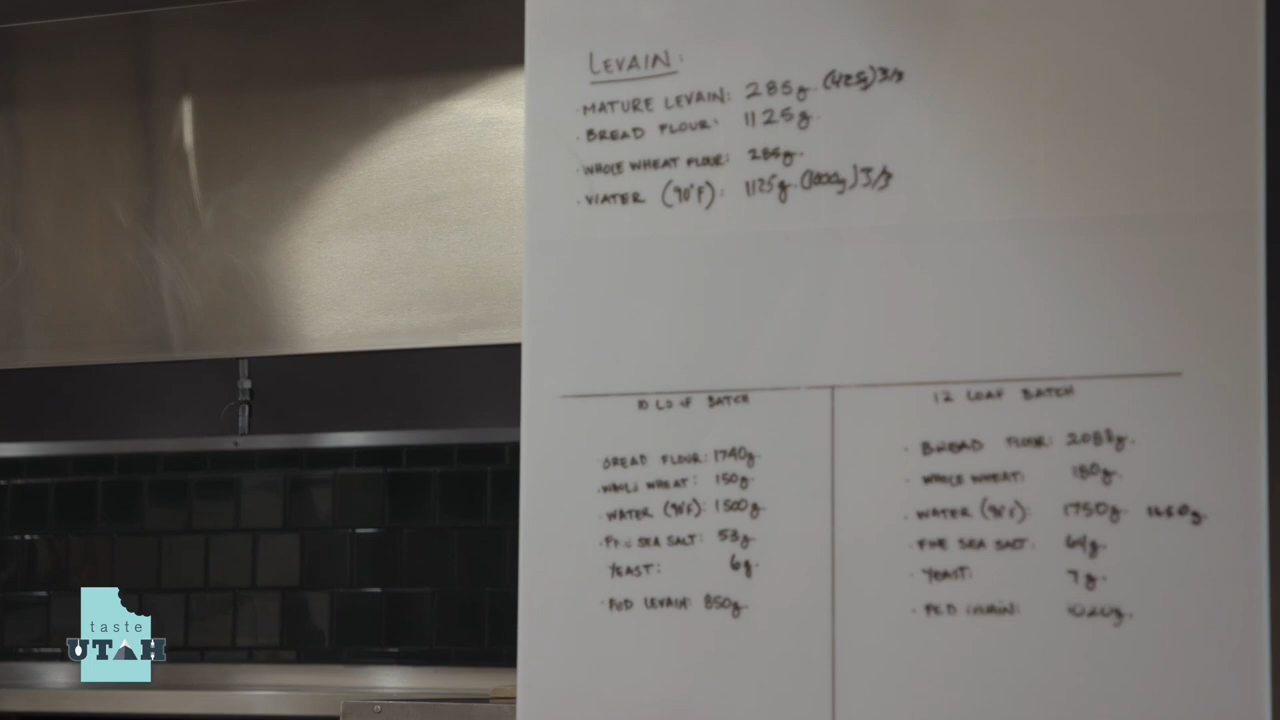 LEVAIN:
· MATURE LEVAIN: 285g. (425g) 3/3
· BREAD FLOUR: 1125g.
· WHOLE WHEAT FLOUR: 285g.
· WATER (90°F): 1125g. (1000g) 3/3
10 LOAF BATCH
· BREAD FLOUR: 1740g.
· WHOLE WHEAT: 150g.
· WATER (90°F): 1500g.
· FINE SEA SALT: 53g.
YEAST: 6g.
· FED LEVAIN: 850g.
12 LOAF BATCH
· BREAD FLOUR: 2088g.
· WHOLE WHEAT: 180g.
· WATER (90°F): 1750g.
· FINE SEA SALT: 64g.
· YEAST: 7g.
· FED LEVAIN: 1020g.
taste
UTAH